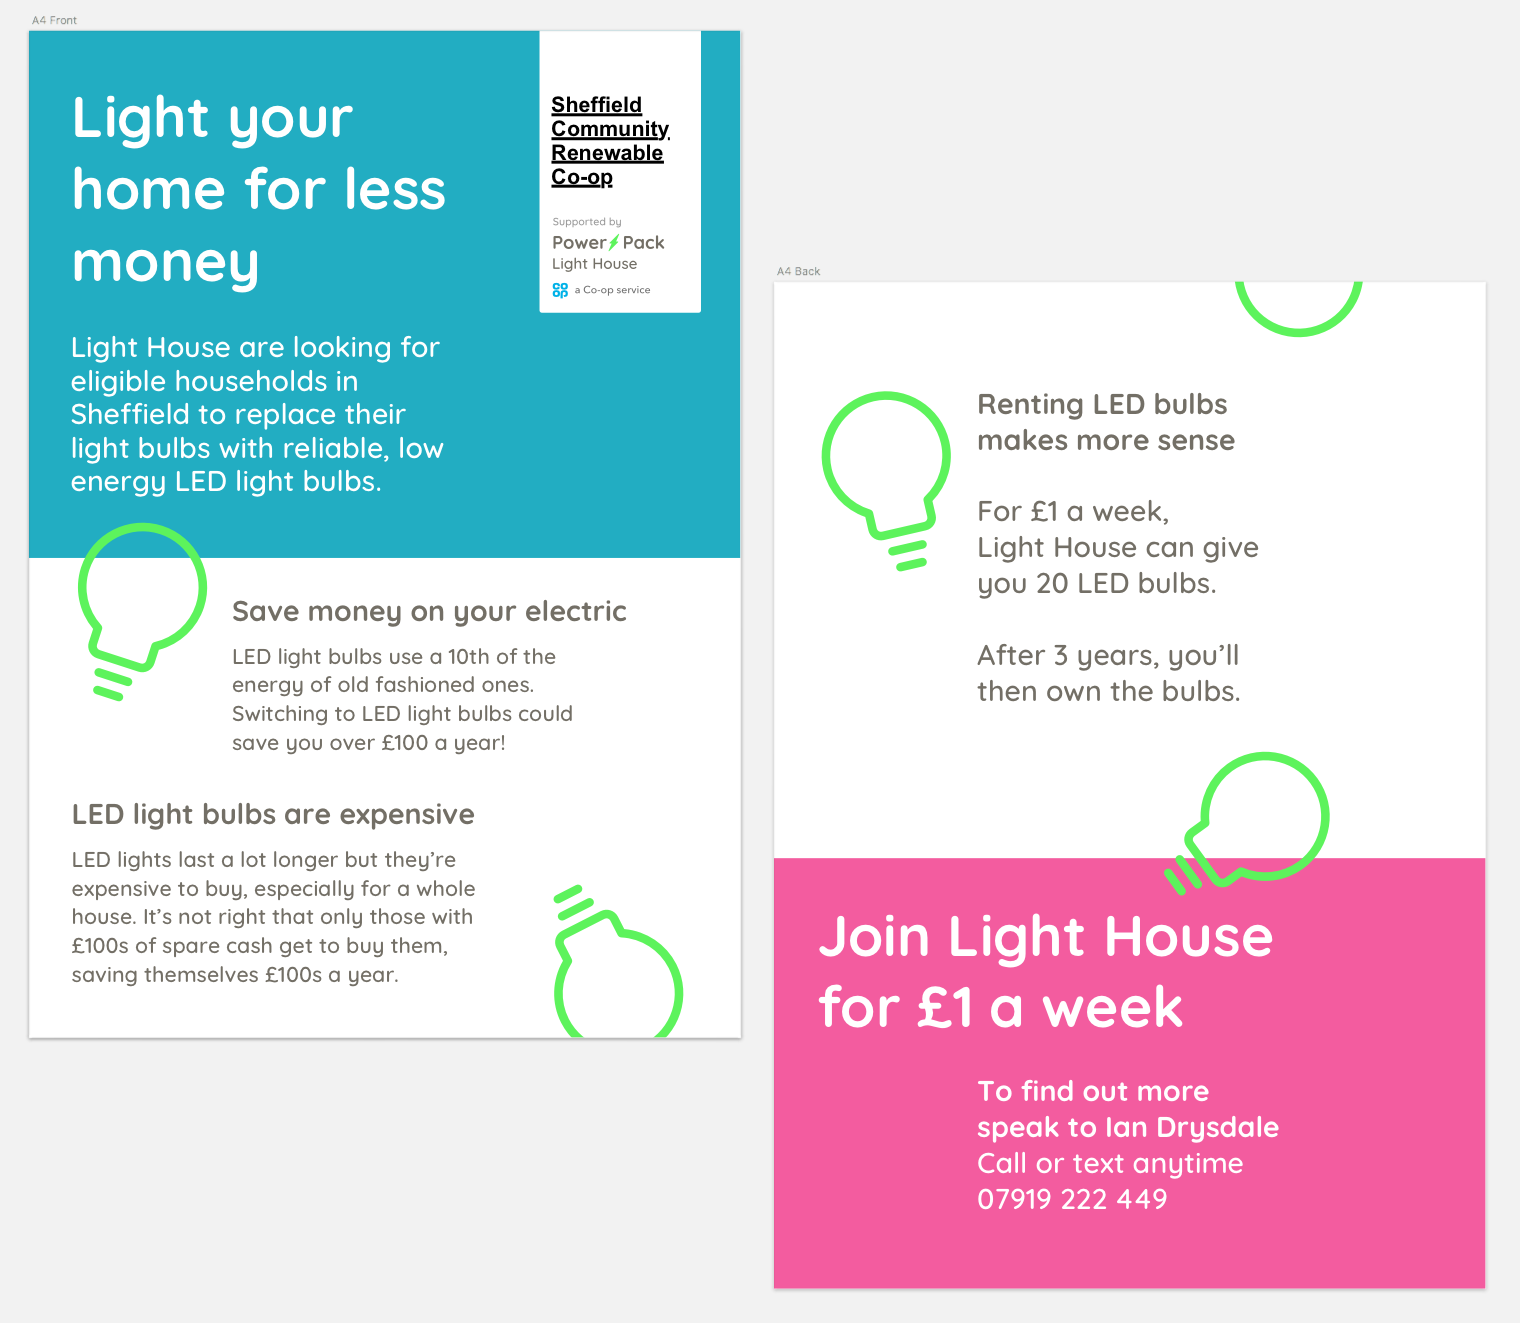 A4 Front
Light your
home for less
money
Light House are looking for
eligible households in
Sheffield to replace their
light bulbs with reliable, low
energy LED light bulbs.
Sheffield
Community
Renewable
Co-op
Supported by
Power Pack
Light House
co op a Co-op service
Save money on your electric
LED light bulbs use a 10th of the
energy of old fashioned ones.
Switching to LED light bulbs could
save you over £100 a year!
LED light bulbs are expensive
LED lights last a lot longer but they’re
expensive to buy, especially for a whole
house. It’s not right that only those with
£100s of spare cash get to buy them,
saving themselves £100s a year.
A4 Back
Renting LED bulbs
makes more sense
For £1 a week,
Light House can give
you 20 LED bulbs.
After 3 years, you’ll
then own the bulbs.
Join Light House
for £1 a week
To find out more
speak to Ian Drysdale
Call or text anytime
07919 222 449